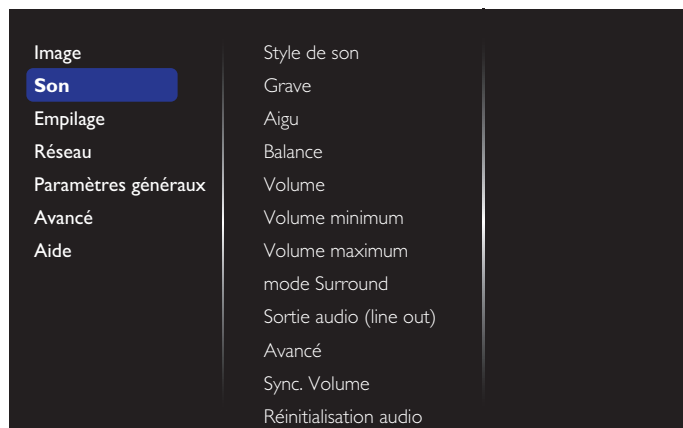 Image
Son
Empilage
Réseau
Paramètres généraux
Avancé
Aide
Style de son
Grave
Aigu
Balance
Volume
Volume minimum
Volume maximum
mode Surround
Sortie audio (line out)
Avancé
Sync. Volume
Réinitialisation audio